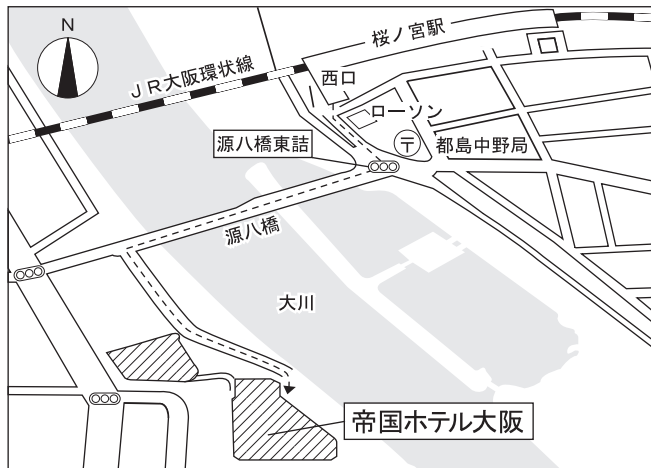 N
桜ノ宮駅
JR大阪環状線
西口
ローソン
〒
都島中野局
源八橋東詰
源八橋
大川
帝国ホテル大阪